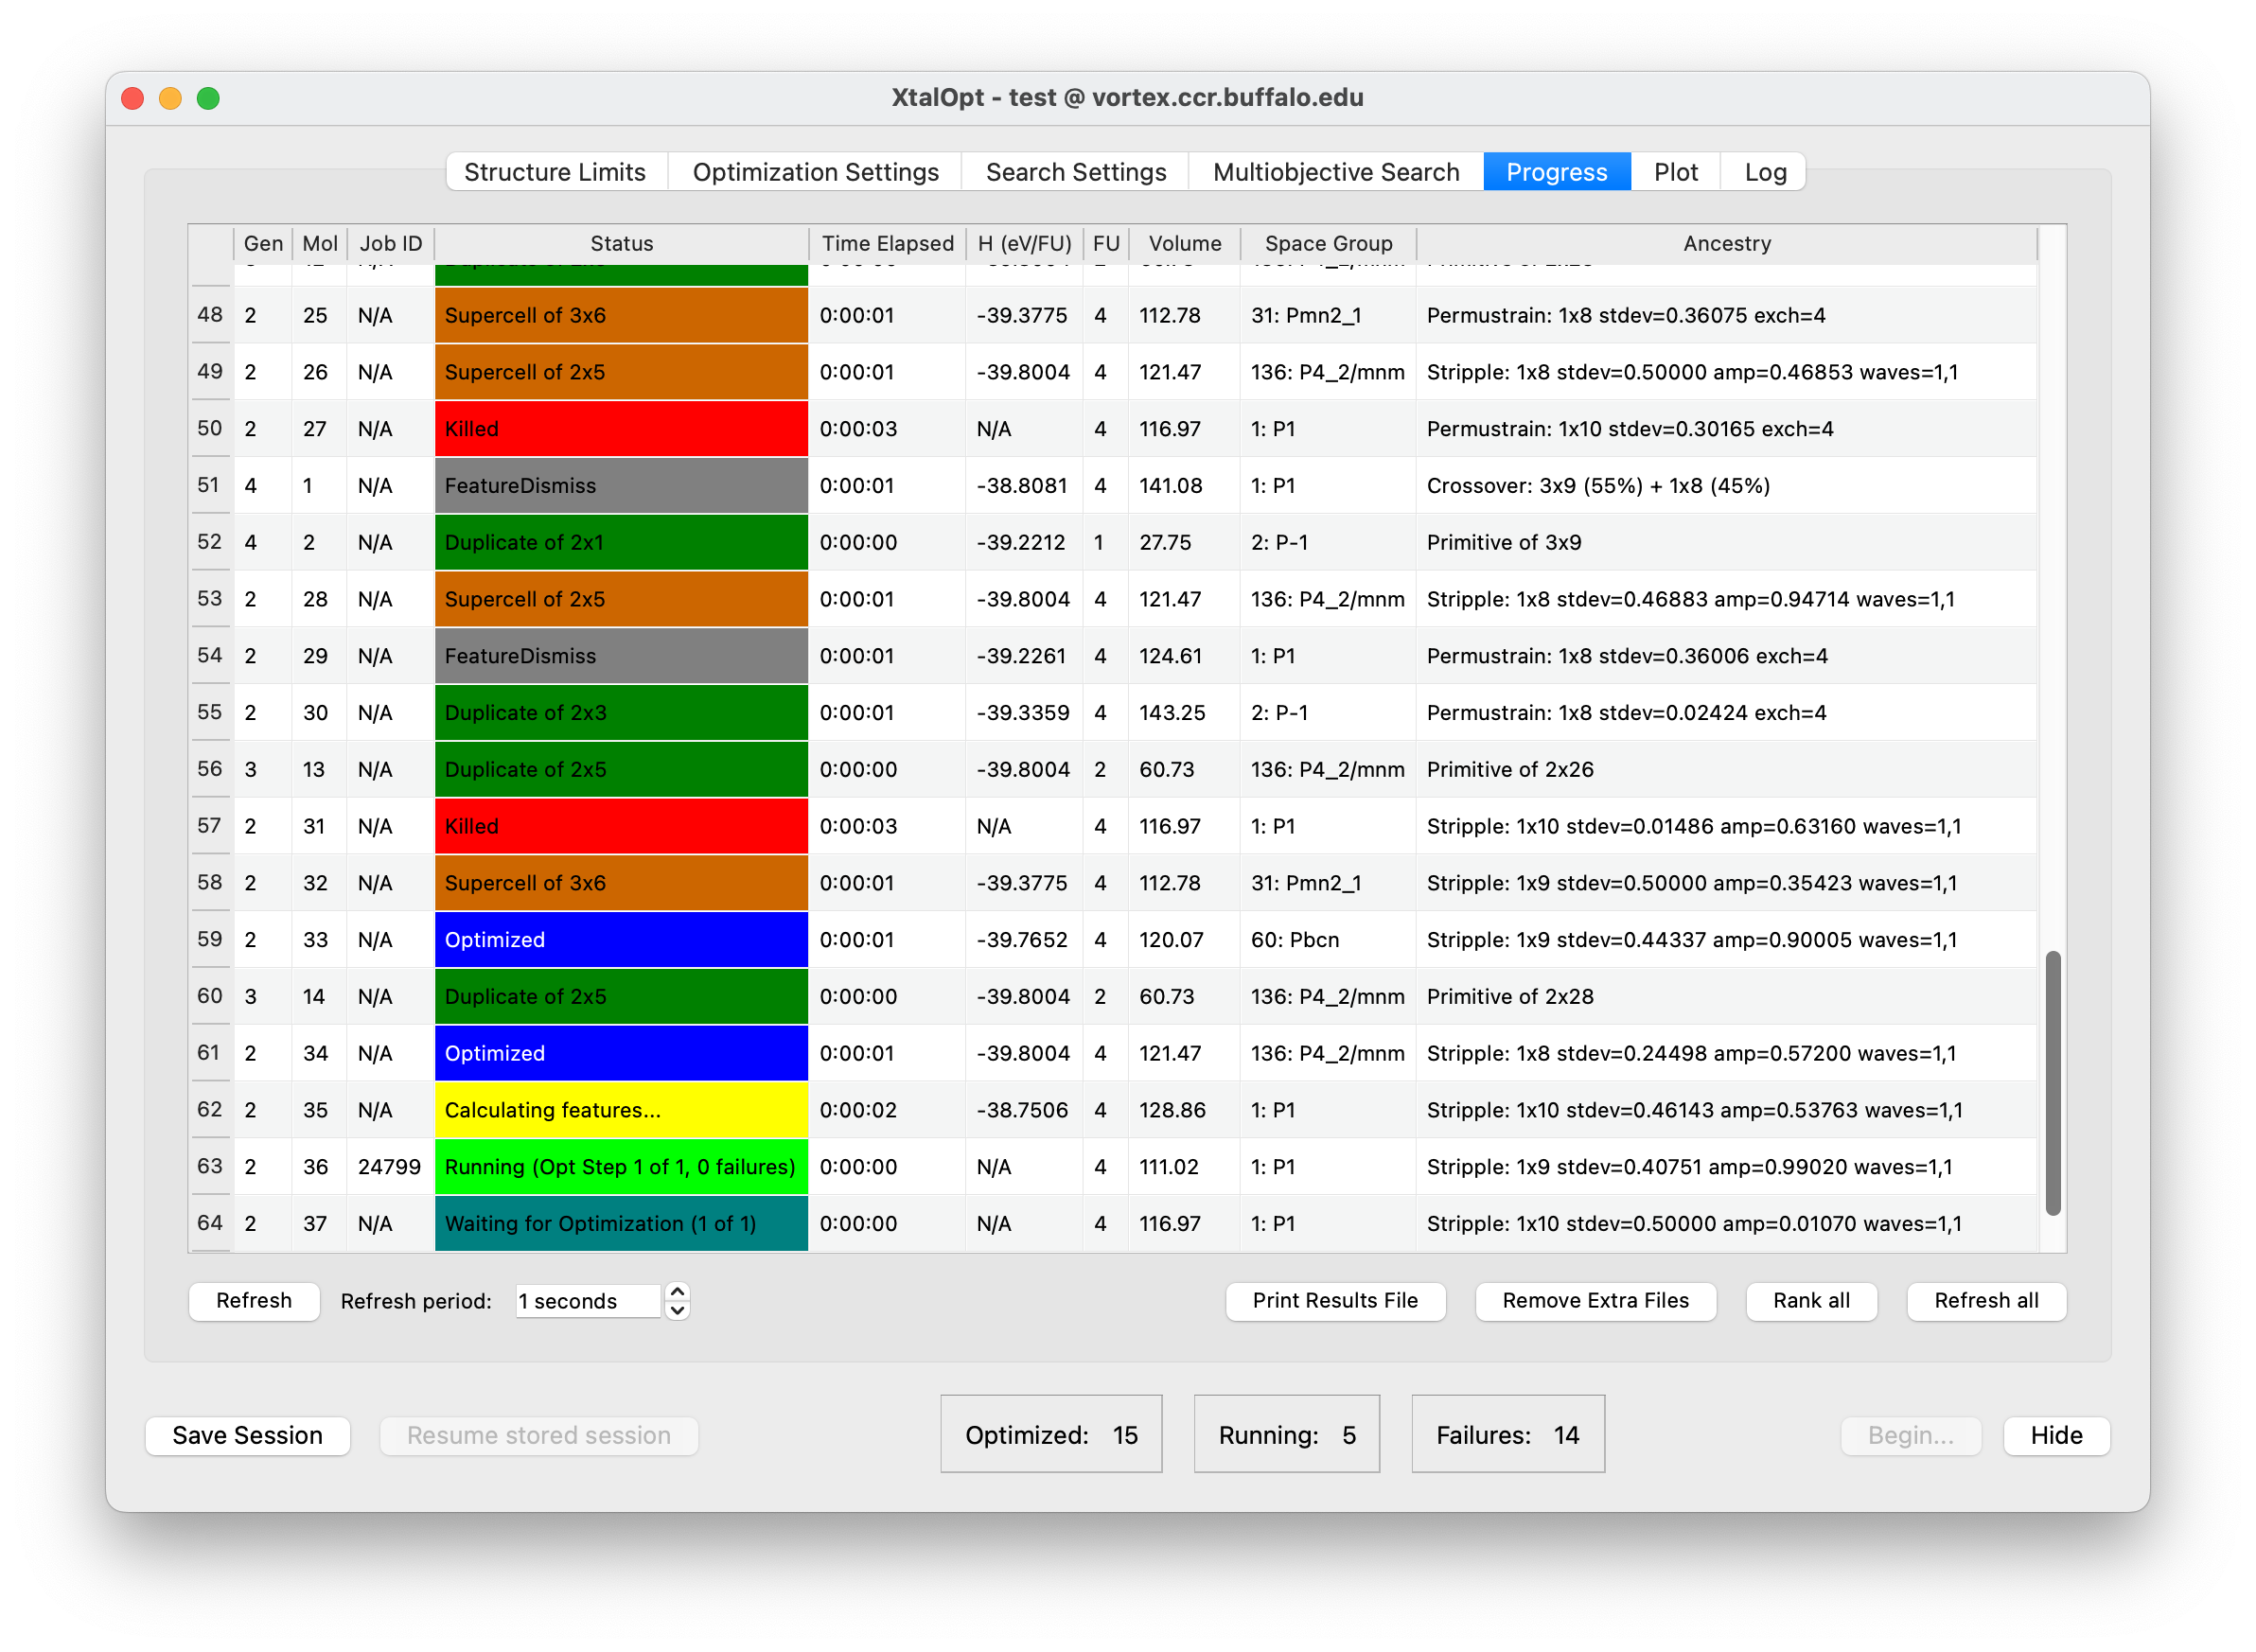 XtalOpt - test @ vortex.ccr.buffalo.edu
Structure Limits Optimization Settings Search Settings Multiobjective Search Progress Plot Log
Gen Mol Job ID Status Time Elapsed H (eV/FU) FU Volume Space Group Ancestry
48 2 25 N/A Supercell of 3x6 0:00:01 -39.3775 4 112.78 31: Pmn2_1 Permustrain: 1x8 stdev=0.36075 exch=4
49 2 26 N/A Supercell of 2x5 0:00:01 -39.8004 4 121.47 136: P4_2/mnm Stripple: 1x8 stdev=0.50000 amp=0.46853 waves=1,1
50 2 27 N/A Killed 0:00:03 N/A 4 116.97 1: P1 Permustrain: 1x10 stdev=0.30165 exch=4
51 4 1 N/A FeatureDismiss 0:00:01 -38.8081 4 141.08 1: P1 Crossover: 3x9 (55%) + 1x8 (45%)
52 4 2 N/A Duplicate of 2x1 0:00:00 -39.2212 1 27.75 2: P-1 Primitive of 3x9
53 2 28 N/A Supercell of 2x5 0:00:01 -39.8004 4 121.47 136: P4_2/mnm Stripple: 1x8 stdev=0.46883 amp=0.94714 waves=1,1
54 2 29 N/A FeatureDismiss 0:00:01 -39.2261 4 124.61 1: P1 Permustrain: 1x8 stdev=0.36006 exch=4
55 2 30 N/A Duplicate of 2x3 0:00:01 -39.3359 4 143.25 2: P-1 Permustrain: 1x8 stdev=0.02424 exch=4
56 3 13 N/A Duplicate of 2x5 0:00:00 -39.8004 2 60.73 136: P4_2/mnm Primitive of 2x26
57 2 31 N/A Killed 0:00:03 N/A 4 116.97 1: P1 Stripple: 1x10 stdev=0.01486 amp=0.63160 waves=1,1
58 2 32 N/A Supercell of 3x6 0:00:01 -39.3775 4 112.78 31: Pmn2_1 Stripple: 1x9 stdev=0.50000 amp=0.35423 waves=1,1
59 2 33 N/A Optimized 0:00:01 -39.7652 4 120.07 60: Pbcn Stripple: 1x9 stdev=0.44337 amp=0.90005 waves=1,1
60 3 14 N/A Duplicate of 2x5 0:00:00 -39.8004 2 60.73 136: P4_2/mnm Primitive of 2x28
61 2 34 N/A Optimized 0:00:01 -39.8004 4 121.47 136: P4_2/mnm Stripple: 1x8 stdev=0.24498 amp=0.57200 waves=1,1
62 2 35 N/A Calculating features... 0:00:02 -38.7506 4 128.86 1: P1 Stripple: 1x10 stdev=0.46143 amp=0.53763 waves=1,1
63 2 36 24799 Running (Opt Step 1 of 1, 0 failures) 0:00:00 N/A 4 111.02 1: P1 Stripple: 1x9 stdev=0.40751 amp=0.99020 waves=1,1
64 2 37 N/A Waiting for Optimization (1 of 1) 0:00:00 N/A 4 116.97 1: P1 Stripple: 1x10 stdev=0.50000 amp=0.01070 waves=1,1
Refresh Refresh period: 1 seconds Print Results File Remove Extra Files Rank all Refresh all
Save Session Resume stored session Optimized: 15 Running: 5 Failures: 14 Begin... Hide